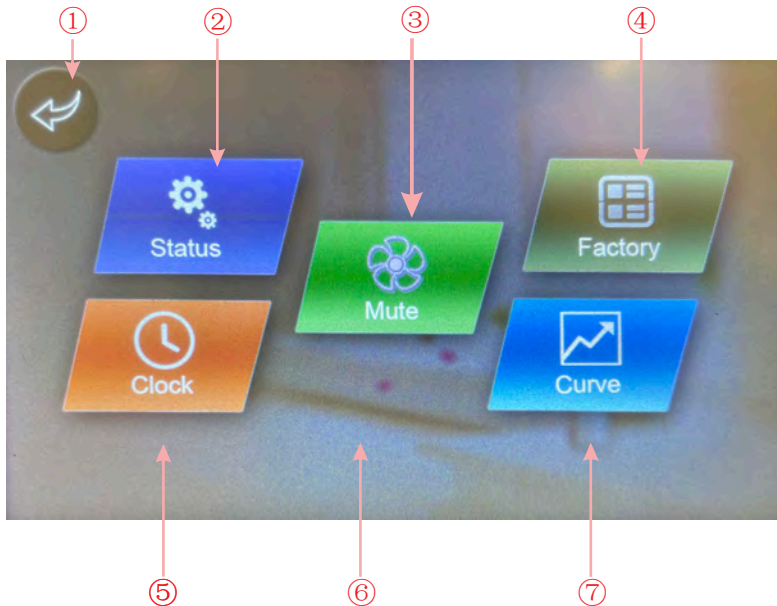 ① ② ③ ④
Status
Factory
Mute
Clock
Curve
⑤ ⑥ ⑦